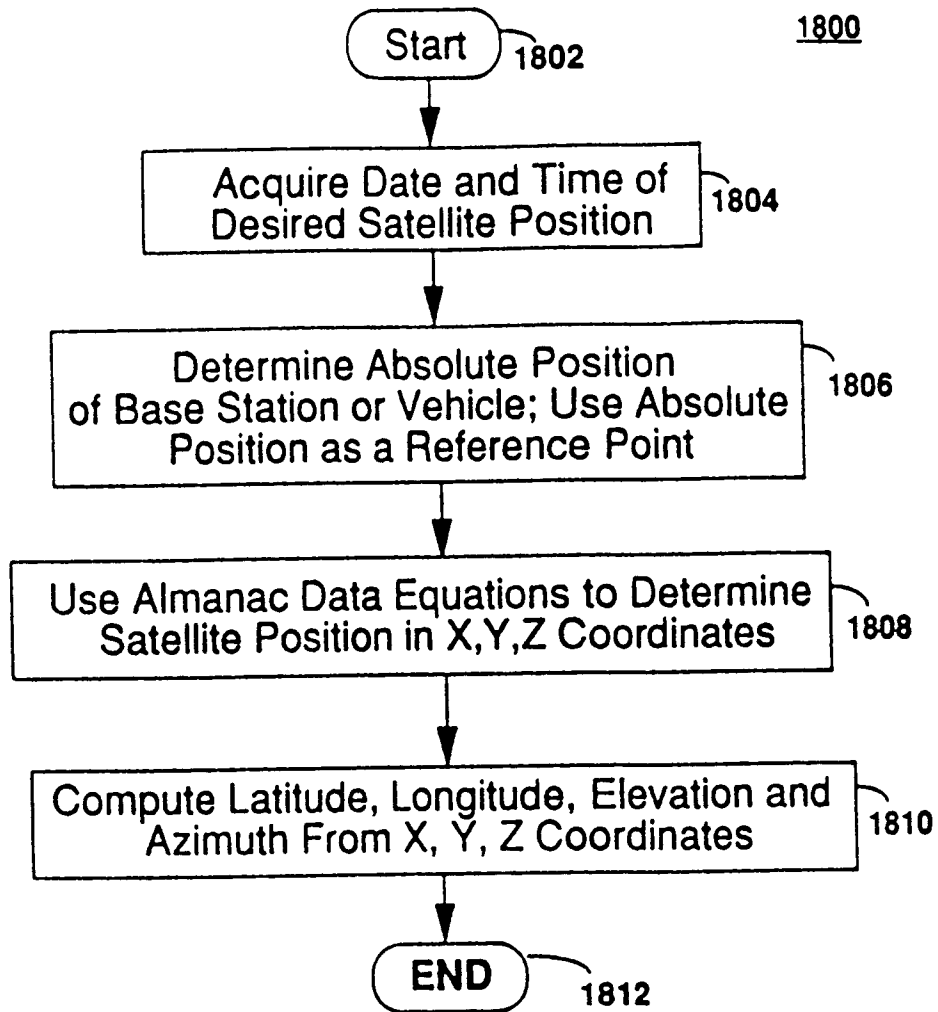 1800
Start
1802
Acquire Date and Time of
Desired Satellite Position
1804
Determine Absolute Position
of Base Station or Vehicle; Use Absolute
Position as a Reference Point
1806
Use Almanac Data Equations to Determine
Satellite Position in X,Y,Z Coordinates
1808
Compute Latitude, Longitude, Elevation and
Azimuth From X, Y, Z Coordinates
1810
END
1812